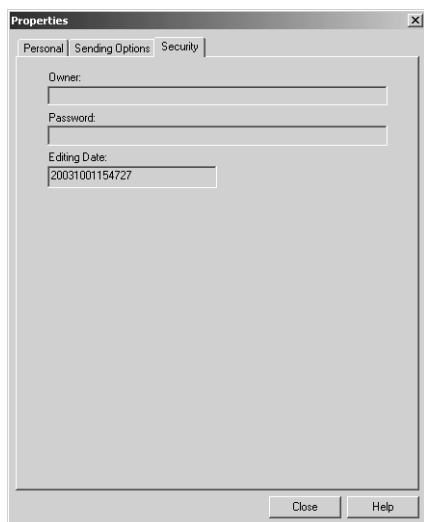 Properties
Personal Sending Options Security
Owner:
Password:
Editing Date:
20031001154727
Close Help